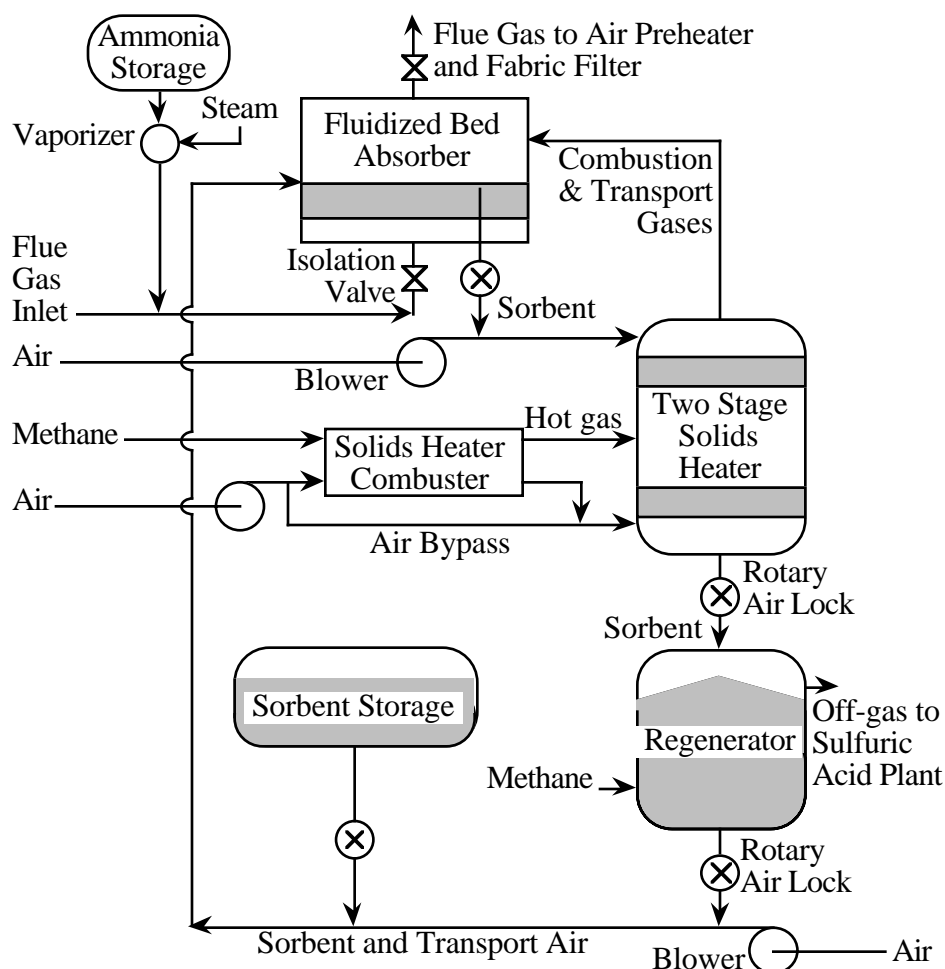 Ammonia
Storage
Flue Gas to Air Preheater
and Fabric Filter
Steam
Vaporizer
Fluidized Bed
Absorber
Combustion
& Transport
Gases
Flue
Gas
Inlet
Isolation
Valve
Sorbent
Air
Blower
Methane
Hot gas
Two Stage
Solids
Heater
Solids Heater
Combuster
Air
Air Bypass
Rotary
Air Lock
Sorbent
Sorbent Storage
Regenerator
Off-gas to
Sulfuric
Acid Plant
Methane
Rotary
Air Lock
Sorbent and Transport Air
Blower
Air